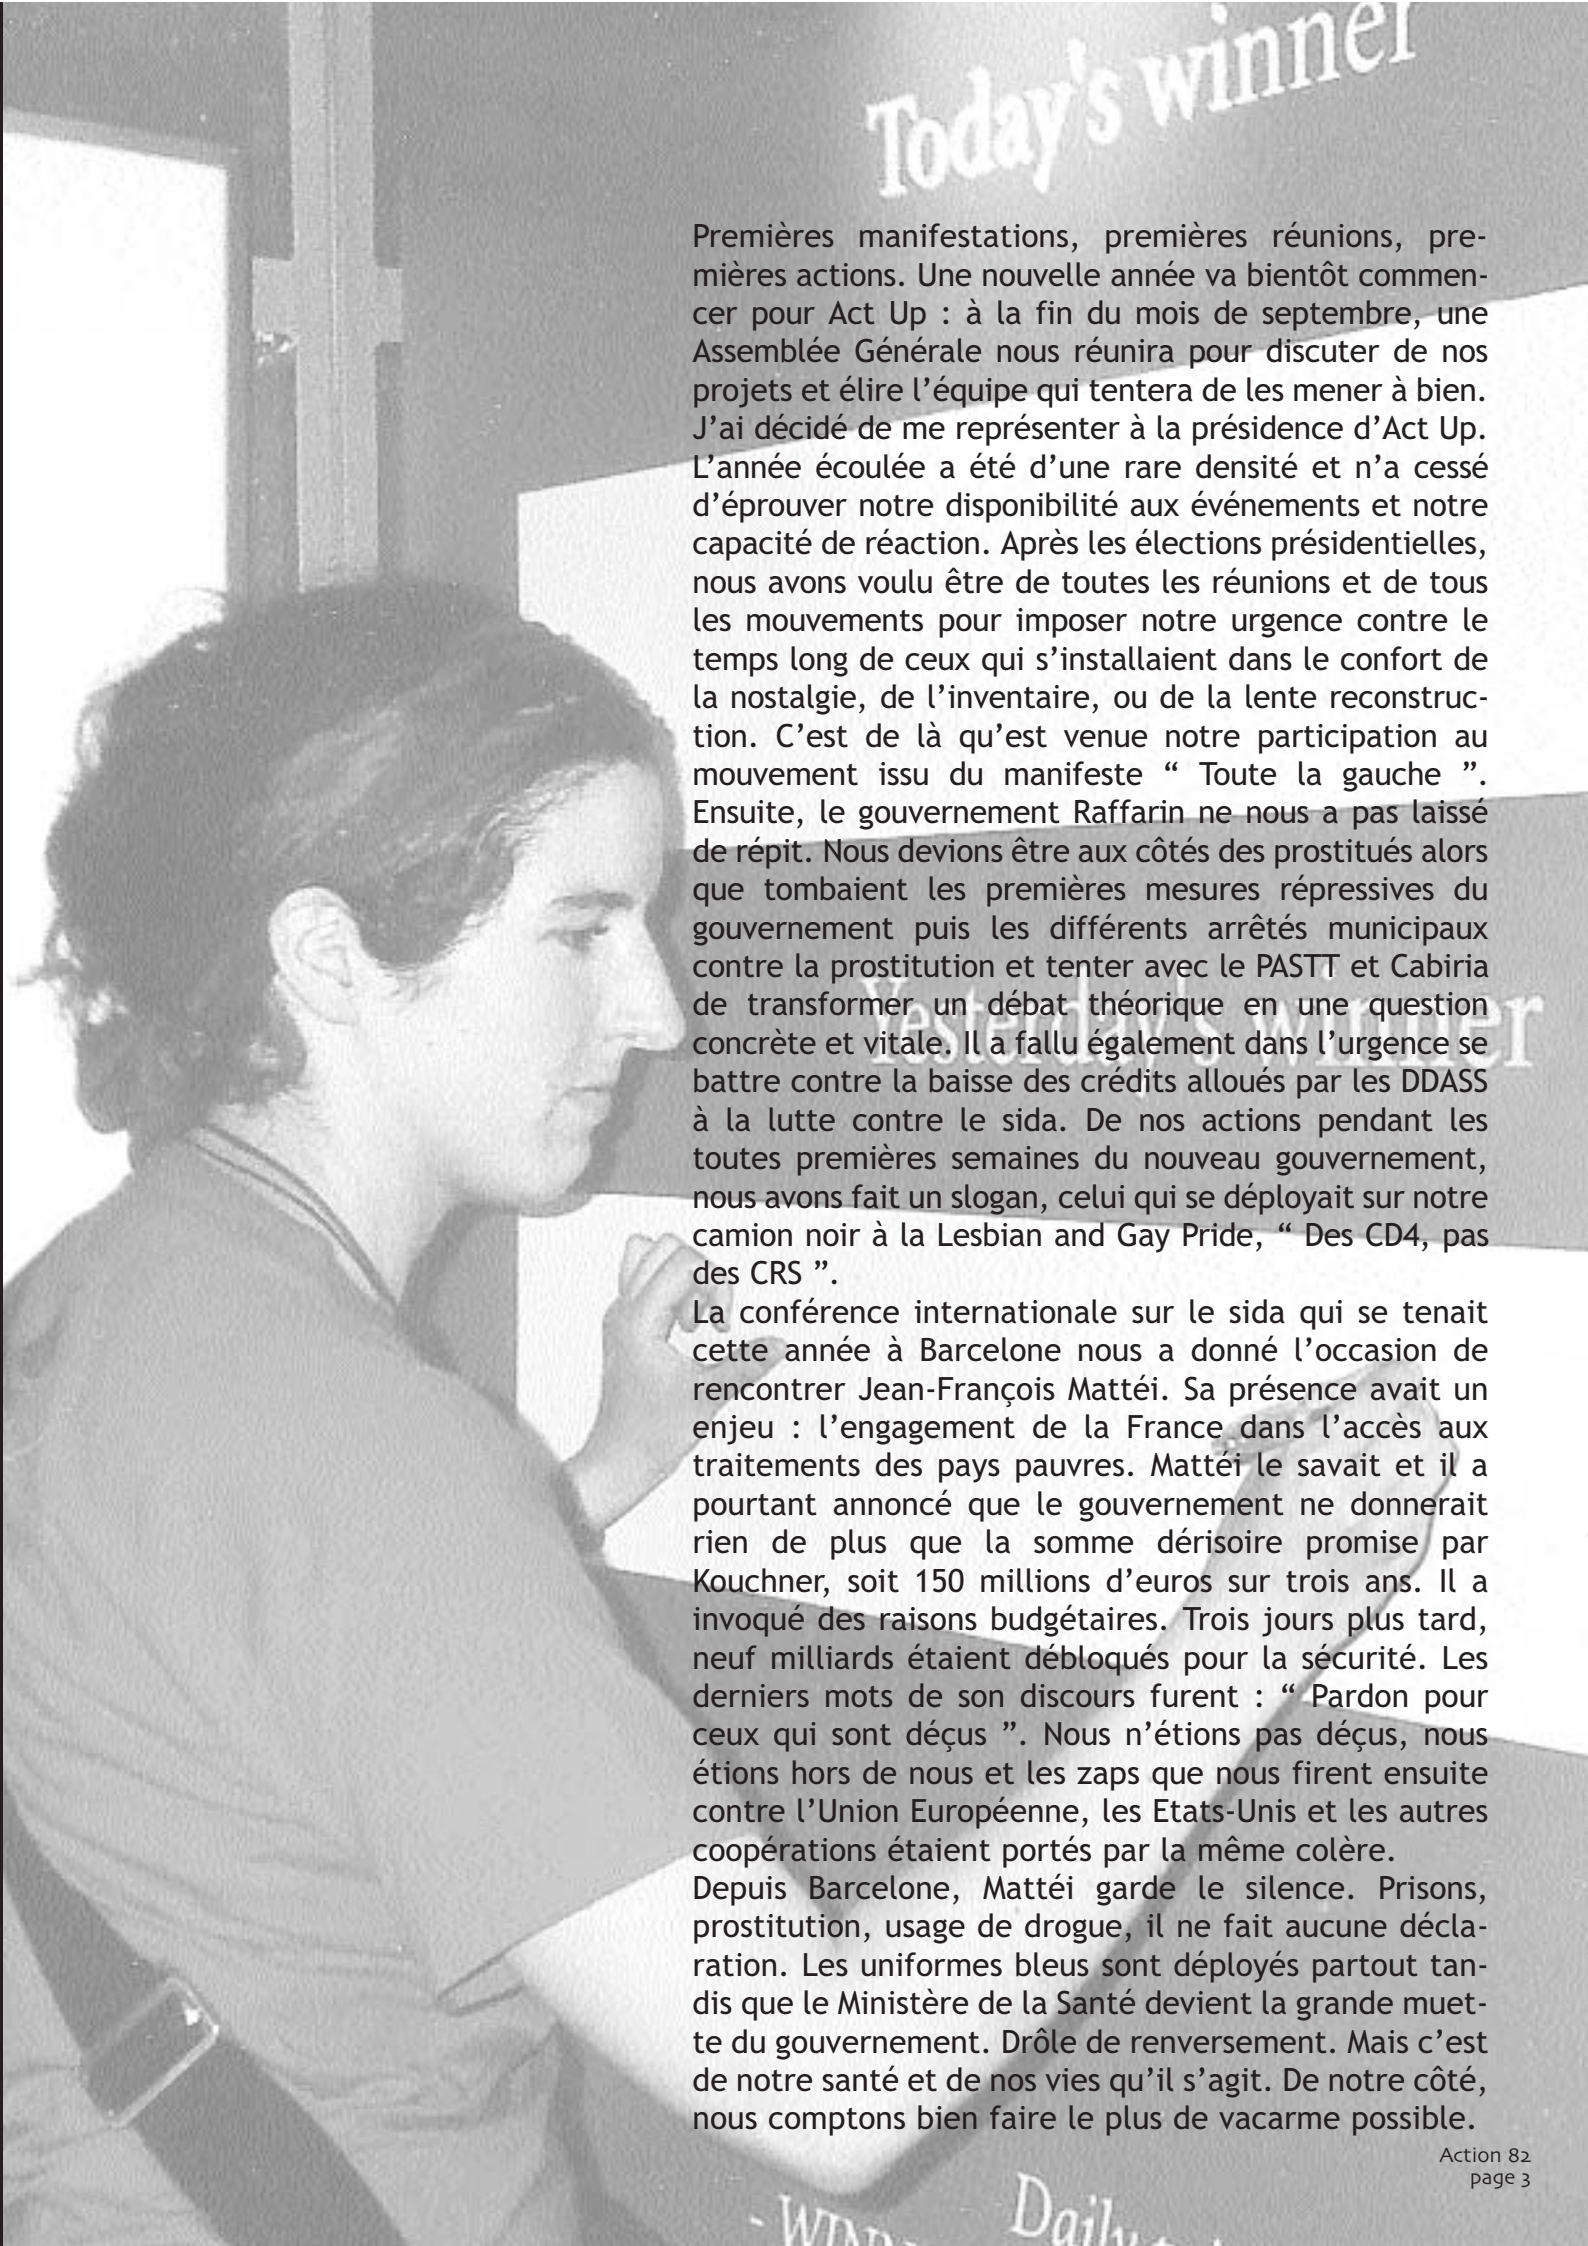 Today's winner
Premières manifestations, premières réunions, pre-
mières actions. Une nouvelle année va bientôt commen-
cer pour Act Up : à la fin du mois de septembre, une
Assemblée Générale nous réunira pour discuter de nos
projets et élire l’équipe qui tentera de les mener à bien.
J’ai décidé de me représenter à la présidence d’Act Up.
L’année écoulée a été d’une rare densité et n’a cessé
d’éprouver notre disponibilité aux événements et notre
capacité de réaction. Après les élections présidentielles,
nous avons voulu être de toutes les réunions et de tous
les mouvements pour imposer notre urgence contre le
temps long de ceux qui s’installaient dans le confort de
la nostalgie, de l’inventaire, ou de la lente reconstruc-
tion. C’est de là qu’est venue notre participation au
mouvement issu du manifeste “ Toute la gauche ”.
Ensuite, le gouvernement Raffarin ne nous a pas laissé
de répit. Nous devions être aux côtés des prostitués alors
que tombaient les premières mesures répressives du
gouvernement puis les différents arrêtés municipaux
contre la prostitution et tenter avec le PASTT et Cabiria
de transformer un débat théorique en une question
concrète et vitale. Il a fallu également dans l’urgence se
battre contre la baisse des crédits alloués par les DDASS
à la lutte contre le sida. De nos actions pendant les
toutes premières semaines du nouveau gouvernement,
nous avons fait un slogan, celui qui se déployait sur notre
camion noir à la Lesbian and Gay Pride, “ Des CD4, pas
des CRS ”.
La conférence internationale sur le sida qui se tenait
cette année à Barcelone nous a donné l’occasion de
rencontrer Jean-François Mattéi. Sa présence avait un
enjeu : l’engagement de la France dans l’accès aux
traitements des pays pauvres. Mattéi le savait et il a
pourtant annoncé que le gouvernement ne donnerait
rien de plus que la somme dérisoire promise par
Kouchner, soit 150 millions d’euros sur trois ans. Il a
invoqué des raisons budgétaires. Trois jours plus tard,
neuf milliards étaient débloqués pour la sécurité. Les
derniers mots de son discours furent : “ Pardon pour
ceux qui sont déçus ”. Nous n’étions pas déçus, nous
étions hors de nous et les zaps que nous firent ensuite
contre l’Union Européenne, les Etats-Unis et les autres
coopérations étaient portés par la même colère.
Depuis Barcelone, Mattéi garde le silence. Prisons,
prostitution, usage de drogue, il ne fait aucune décla-
ration. Les uniformes bleus sont déployés partout tan-
dis que le Ministère de la Santé devient la grande muet-
te du gouvernement. Drôle de renversement. Mais c’est
de notre santé et de nos vies qu’il s’agit. De notre côté,
nous comptons bien faire le plus de vacarme possible.
Yesterday's winner
Daily
Action 82
page 3